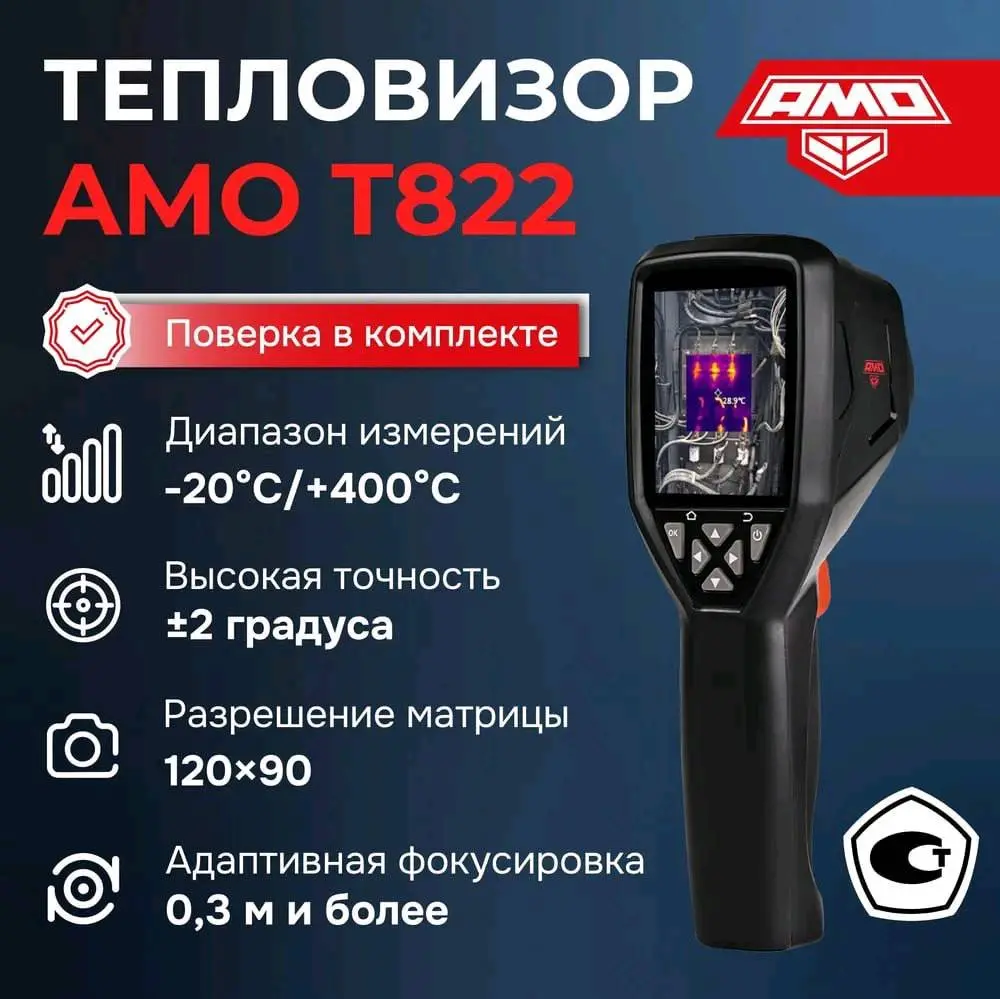 ТЕПЛОВИЗОР
АМО Т822
АМО
Поверка в комплекте
Диапазон измерений
-20°C/+400°C
Высокая точность
±2 градуса
Разрешение матрицы
120×90
Адаптивная фокусировка
0,3 м и более
28.9°C
АМО
OK
Ст